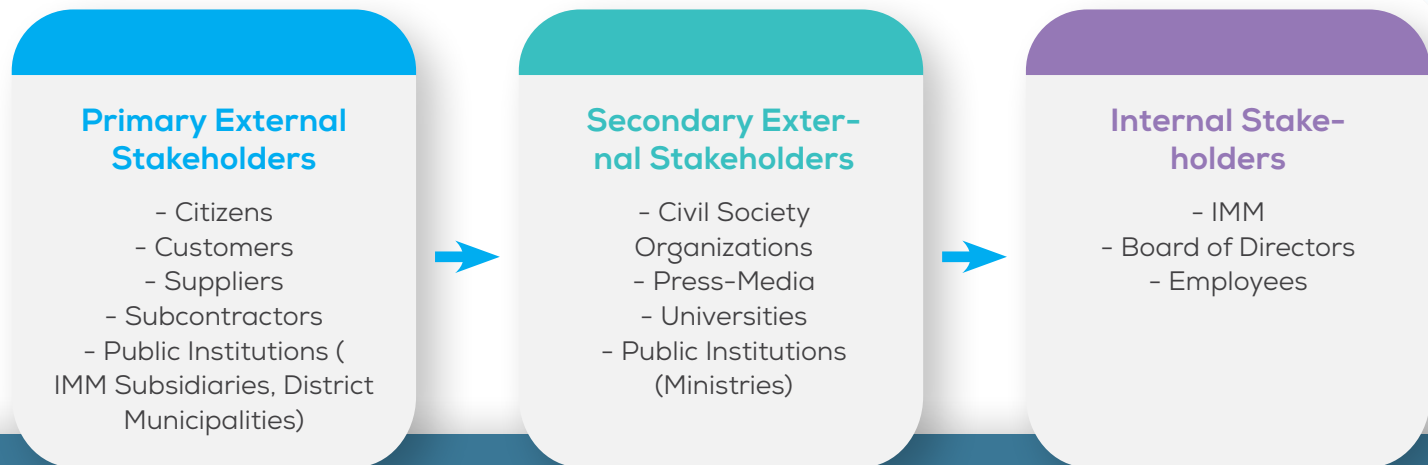 Primary External
Stakeholders
- Citizens
- Customers
- Suppliers
- Subcontractors
- Public Institutions (
IMM Subsidiaries, District
Municipalities)
Secondary Exter-
nal Stakeholders
- Civil Society
Organizations
- Press-Media
- Universities
- Public Institutions
(Ministries)
Internal Stake-
holders
- IMM
- Board of Directors
- Employees